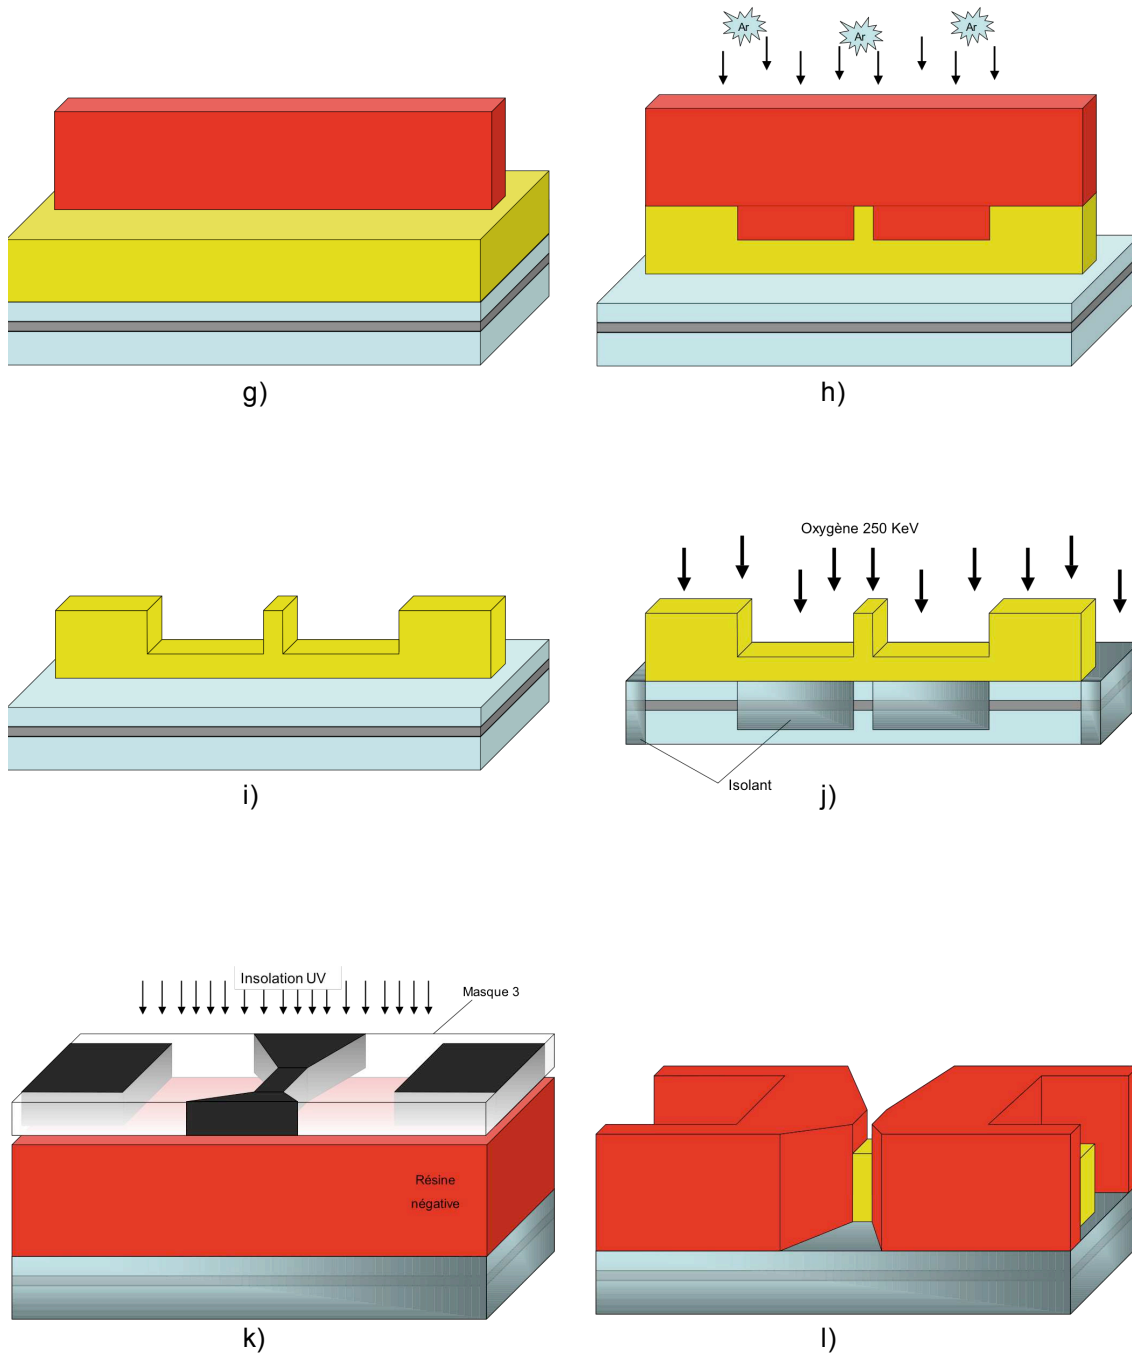 Ar
Ar
Ar
g)
h)
Oxygène 250 KeV
Isolant
i)
j)
Insolation UV
Masque 3
Résine
négative
k)
l)